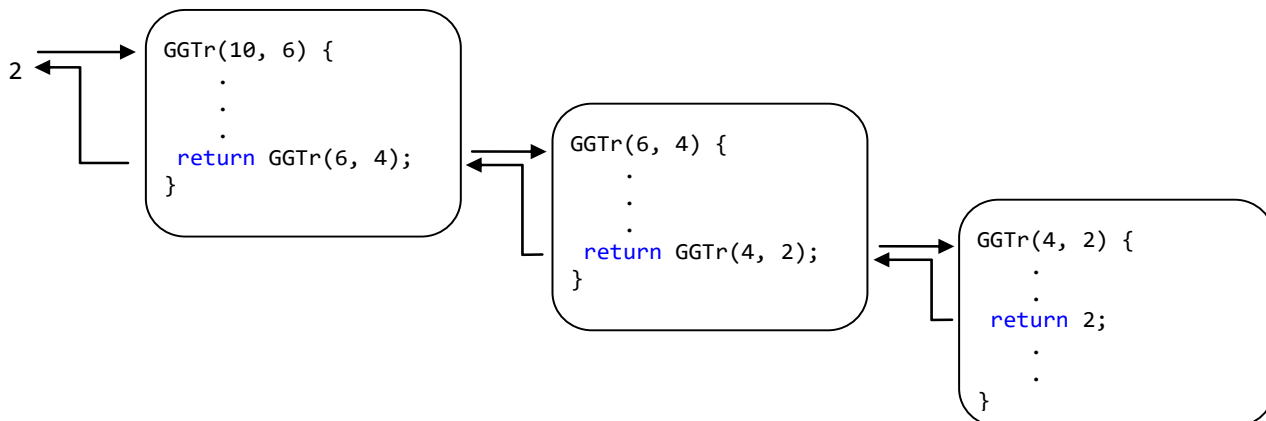 2
GGTr(10, 6) {
.
.
.
return GGTr(6, 4);
}
GGTr(6, 4) {
.
.
.
return GGTr(4, 2);
}
GGTr(4, 2) {
.
.
return 2;
.
.
}